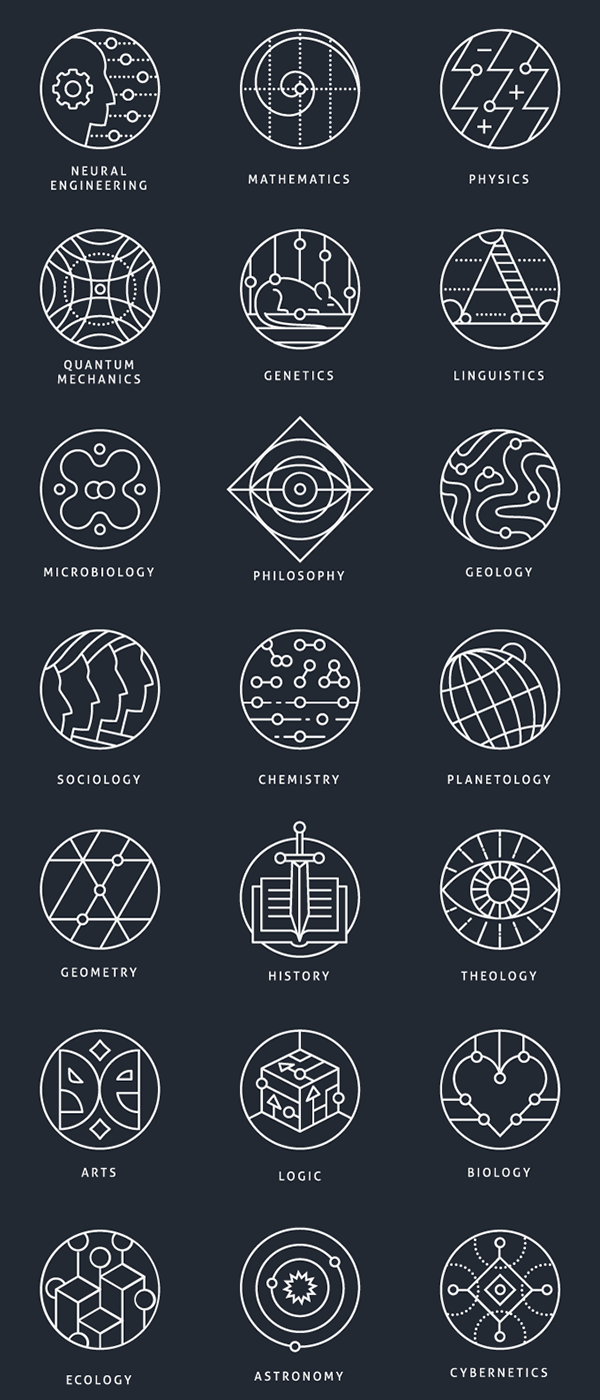 NEURAL
ENGINEERING
MATHEMATICS
PHYSICS
QUANTUM
MECHANICS
GENETICS
LINGUISTICS
MICROBIOLOGY
PHILOSOPHY
GEOLOGY
SOCIOLOGY
CHEMISTRY
PLANETOLOGY
GEOMETRY
HISTORY
THEOLOGY
ARTS
LOGIC
BIOLOGY
ECOLOGY
ASTRONOMY
CYBERNETICS